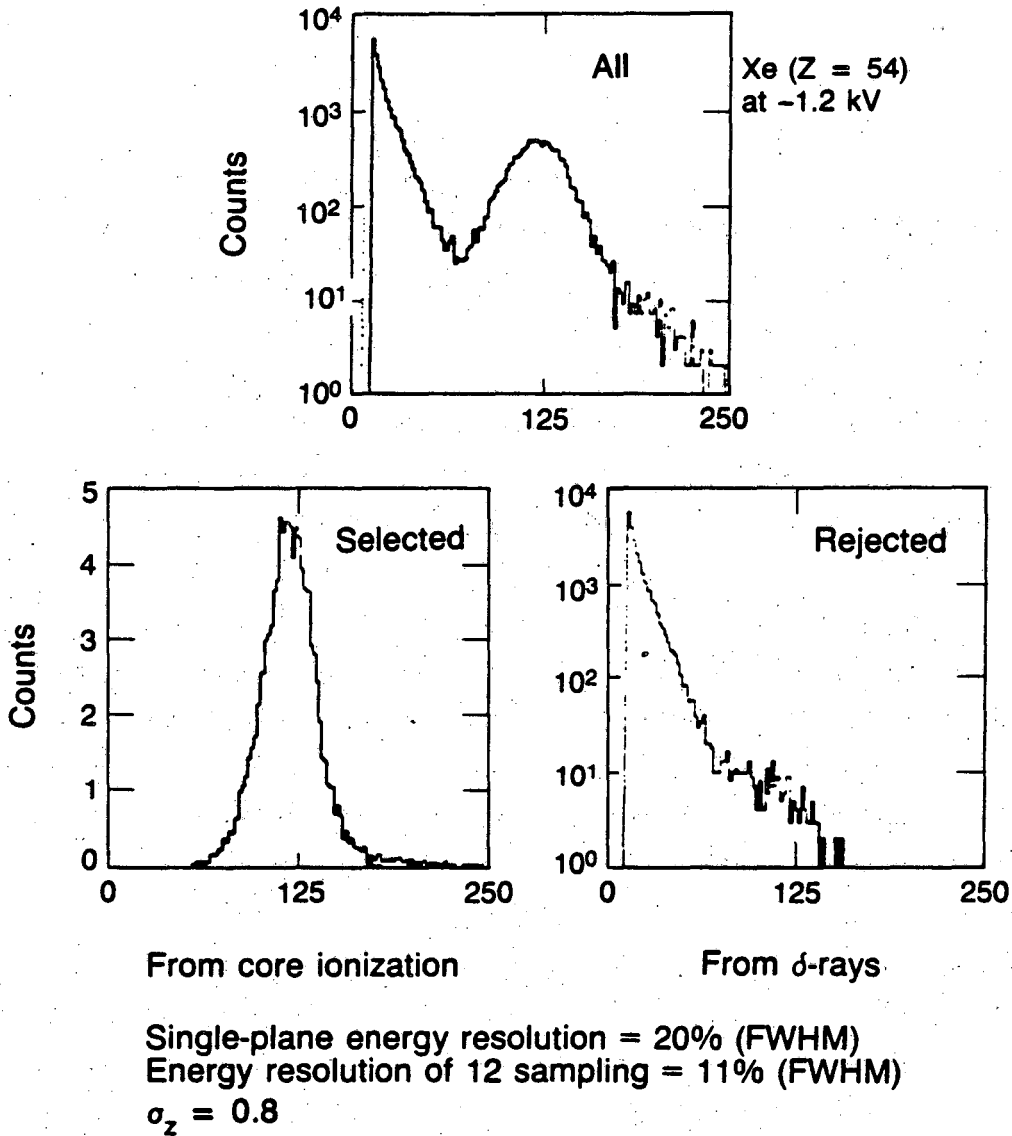 10⁴
10³
10²
10¹
10⁰
Counts
All
0 125 250
Xe (Z = 54)
at –1.2 kV
5
4
3
2
1
0
Counts
Selected
0 125 250
From core ionization
10⁴
10³
10²
10¹
10⁰
Rejected
0 125 250
From δ-rays
Single-plane energy resolution = 20% (FWHM)
Energy resolution of 12 sampling = 11% (FWHM)
σ_z = 0.8